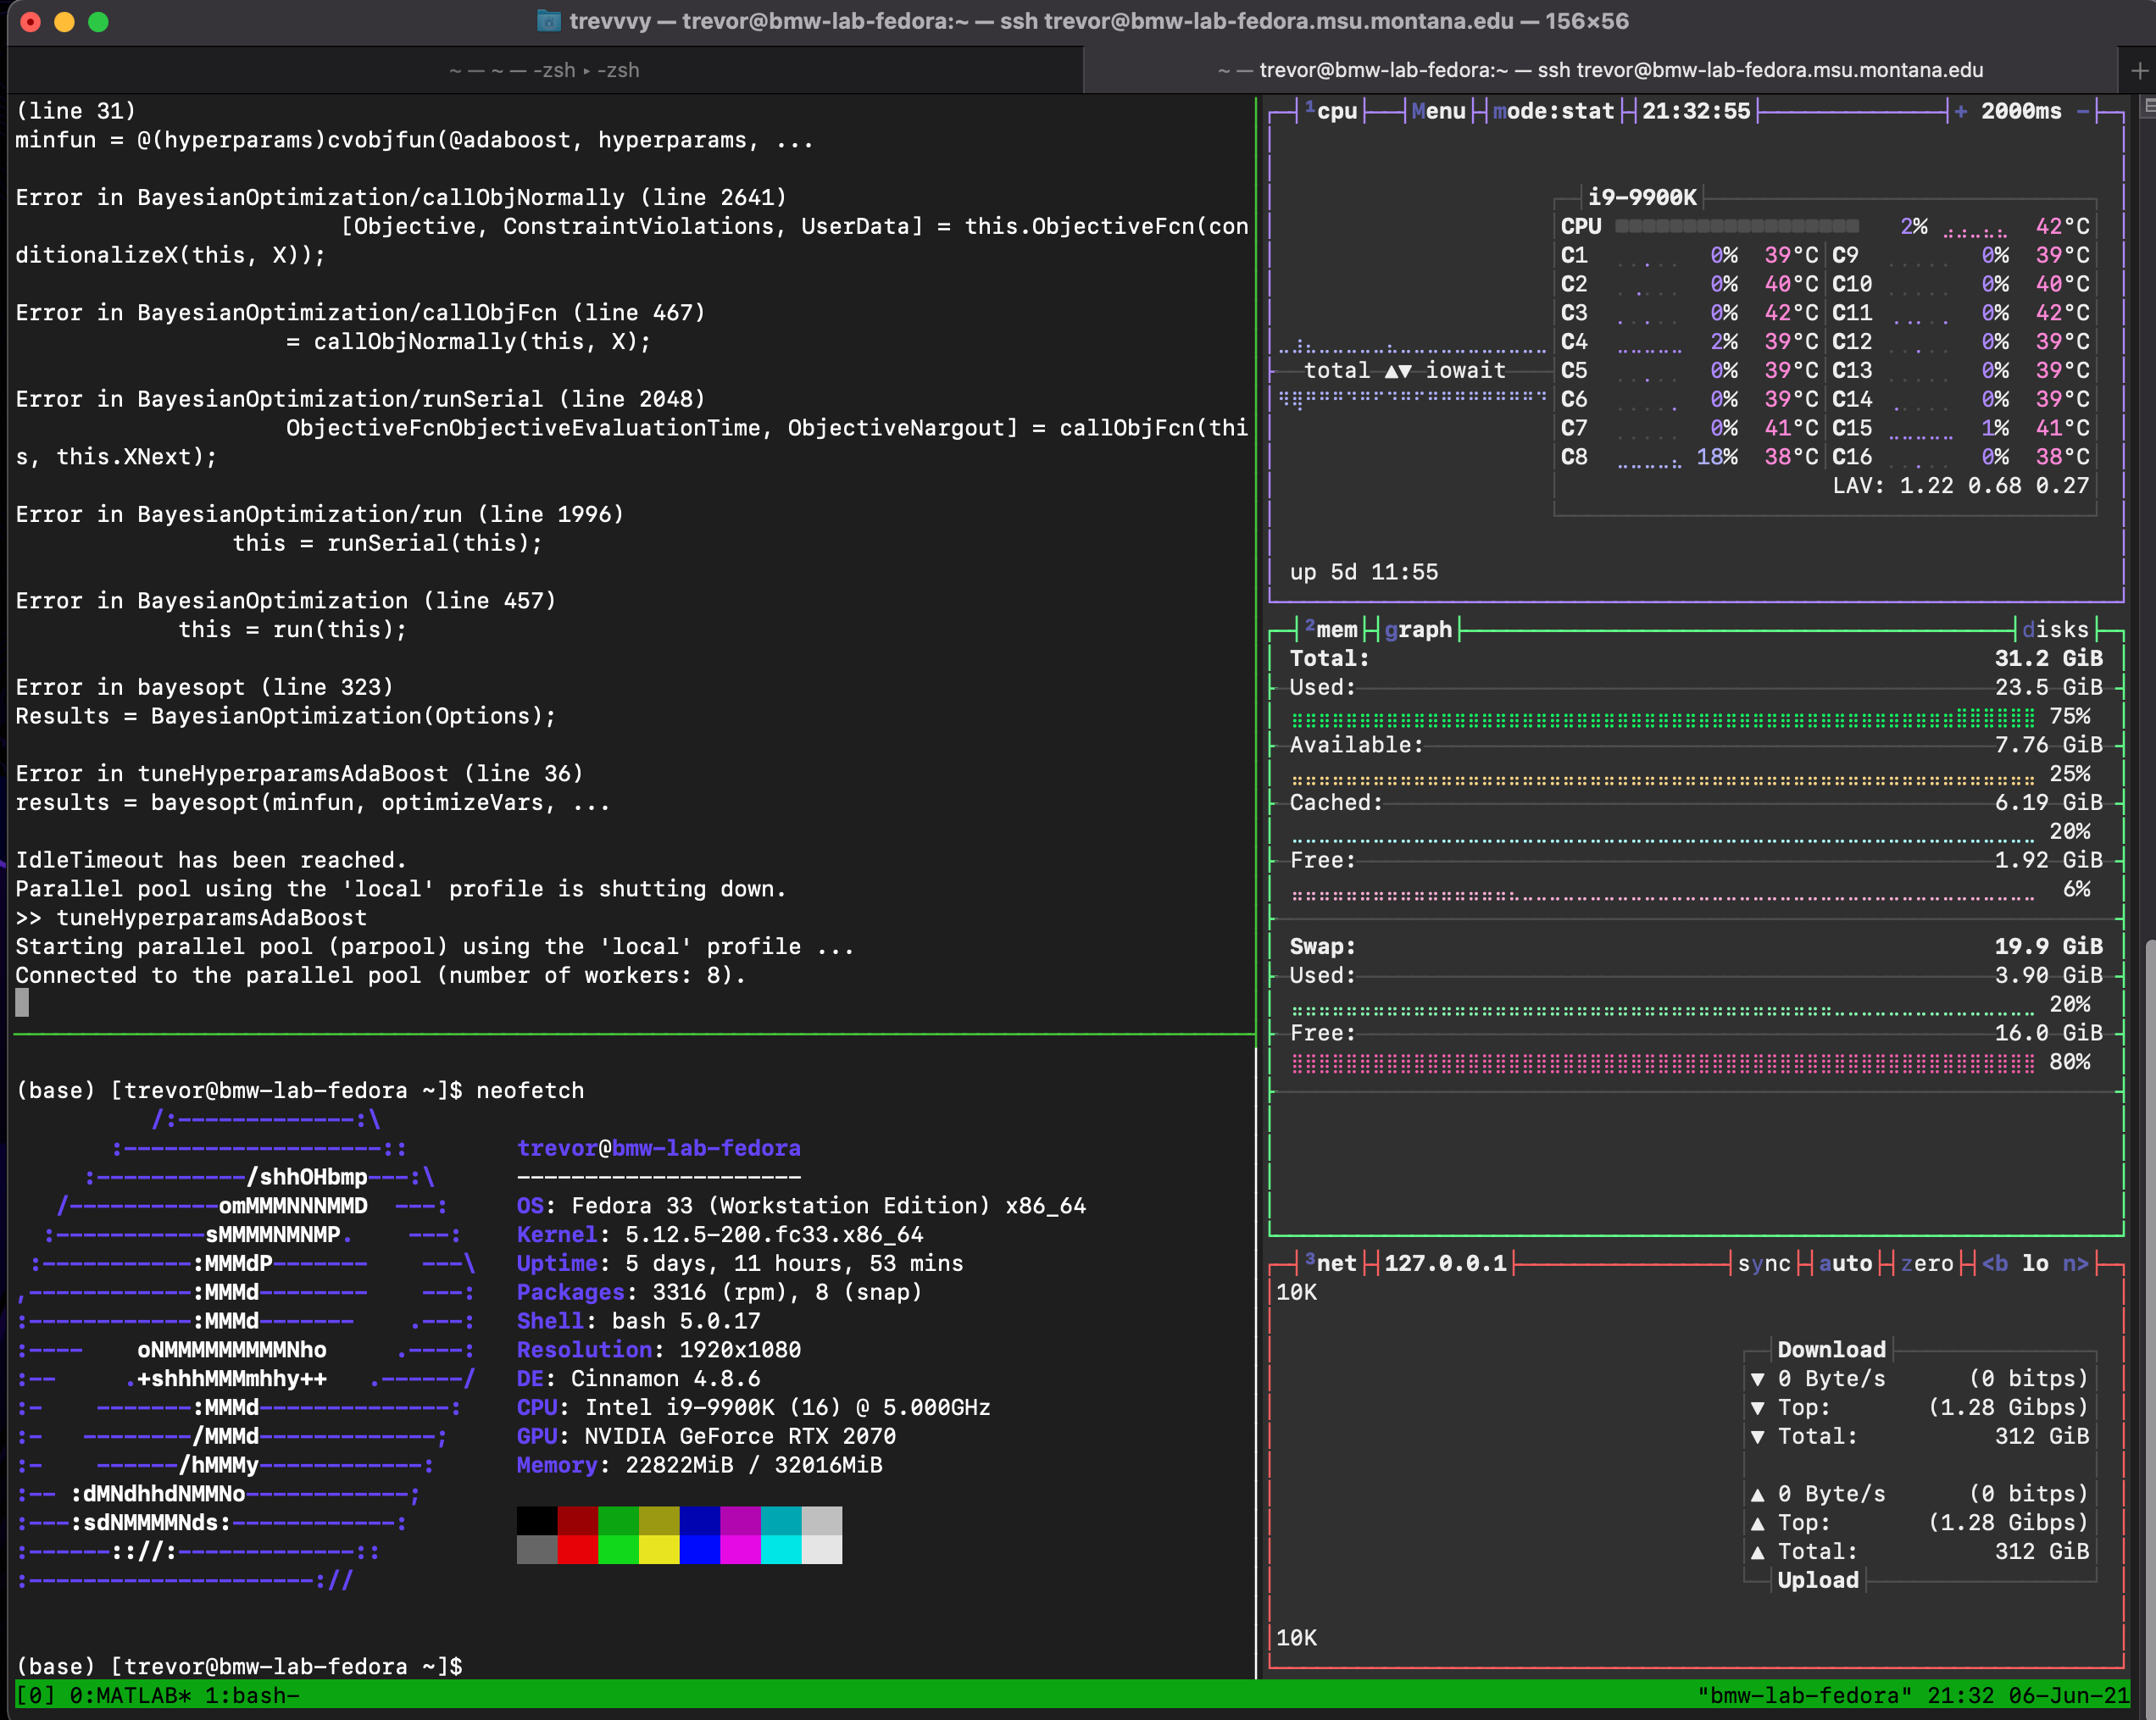 trevvvy — trevor@bmw-lab-fedora:~ — ssh trevor@bmw-lab-fedora.msu.montana.edu — 156×56
~ — ~ — -zsh ▸ -zsh
~ — trevor@bmw-lab-fedora:~ — ssh trevor@bmw-lab-fedora.msu.montana.edu
+
(line 31)
minfun = @(hyperparams)cvobjfun(@adaboost, hyperparams, ...
Error in BayesianOptimization/callObjNormally (line 2641)
[Objective, ConstraintViolations, UserData] = this.ObjectiveFcn(con
ditionalizeX(this, X));
Error in BayesianOptimization/callObjFcn (line 467)
= callObjNormally(this, X);
Error in BayesianOptimization/runSerial (line 2048)
ObjectiveFcnObjectiveEvaluationTime, ObjectiveNargout] = callObjFcn(thi
s, this.XNext);
Error in BayesianOptimization/run (line 1996)
this = runSerial(this);
Error in BayesianOptimization (line 457)
this = run(this);
Error in bayesopt (line 323)
Results = BayesianOptimization(Options);
Error in tuneHyperparamsAdaBoost (line 36)
results = bayesopt(minfun, optimizeVars, ...
IdleTimeout has been reached.
Parallel pool using the 'local' profile is shutting down.
>> tuneHyperparamsAdaBoost
Starting parallel pool (parpool) using the 'local' profile ...
Connected to the parallel pool (number of workers: 8).
(base) [trevor@bmw-lab-fedora ~]$ neofetch
/:-------------:\
:-------------------::
:-----------/shhOHbmp---:\
/-----------omMMMNNNMMD  ---:
:-----------sMMMMNMNMP.    ---:
:-----------:MMMdP-------    ---\
,------------:MMMd--------    ---:
:------------:MMMd-------    .---:
:----    oNMMMMMMMMMNho     .----:
:--     .+shhhMMMmhhy++   .------/
:-    -------:MMMd--------------:
:-   --------/MMMd-------------;
:-    ------/hMMMy------------:
:-- :dMNdhhdNMMNo------------;
:---:sdNMMMMNds:------------:
:------:://:-------------::
:---------------------://
trevor@bmw-lab-fedora
---------------------
OS: Fedora 33 (Workstation Edition) x86_64
Kernel: 5.12.5-200.fc33.x86_64
Uptime: 5 days, 11 hours, 53 mins
Packages: 3316 (rpm), 8 (snap)
Shell: bash 5.0.17
Resolution: 1920x1080
DE: Cinnamon 4.8.6
CPU: Intel i9-9900K (16) @ 5.000GHz
GPU: NVIDIA GeForce RTX 2070
Memory: 22822MiB / 32016MiB
(base) [trevor@bmw-lab-fedora ~]$
¹cpu Menu mode:stat 21:32:55 + 2000ms -
i9-9900K
CPU 2% 42°C
C1 0% 39°C C9 0% 39°C
C2 0% 40°C C10 0% 40°C
C3 0% 42°C C11 0% 42°C
C4 2% 39°C C12 0% 39°C
C5 0% 39°C C13 0% 39°C
C6 0% 39°C C14 0% 39°C
C7 0% 41°C C15 1% 41°C
C8 18% 38°C C16 0% 38°C
LAV: 1.22 0.68 0.27
total ▲▼ iowait
up 5d 11:55
²mem graph disks
Total: 31.2 GiB
Used: 23.5 GiB
75%
Available: 7.76 GiB
25%
Cached: 6.19 GiB
20%
Free: 1.92 GiB
6%
Swap: 19.9 GiB
Used: 3.90 GiB
20%
Free: 16.0 GiB
80%
³net 127.0.0.1 sync auto zero <b lo n>
10K
Download
▼ 0 Byte/s (0 bitps)
▼ Top: (1.28 Gibps)
▼ Total: 312 GiB
▲ 0 Byte/s (0 bitps)
▲ Top: (1.28 Gibps)
▲ Total: 312 GiB
Upload
10K
[0] 0:MATLAB* 1:bash- "bmw-lab-fedora" 21:32 06-Jun-21